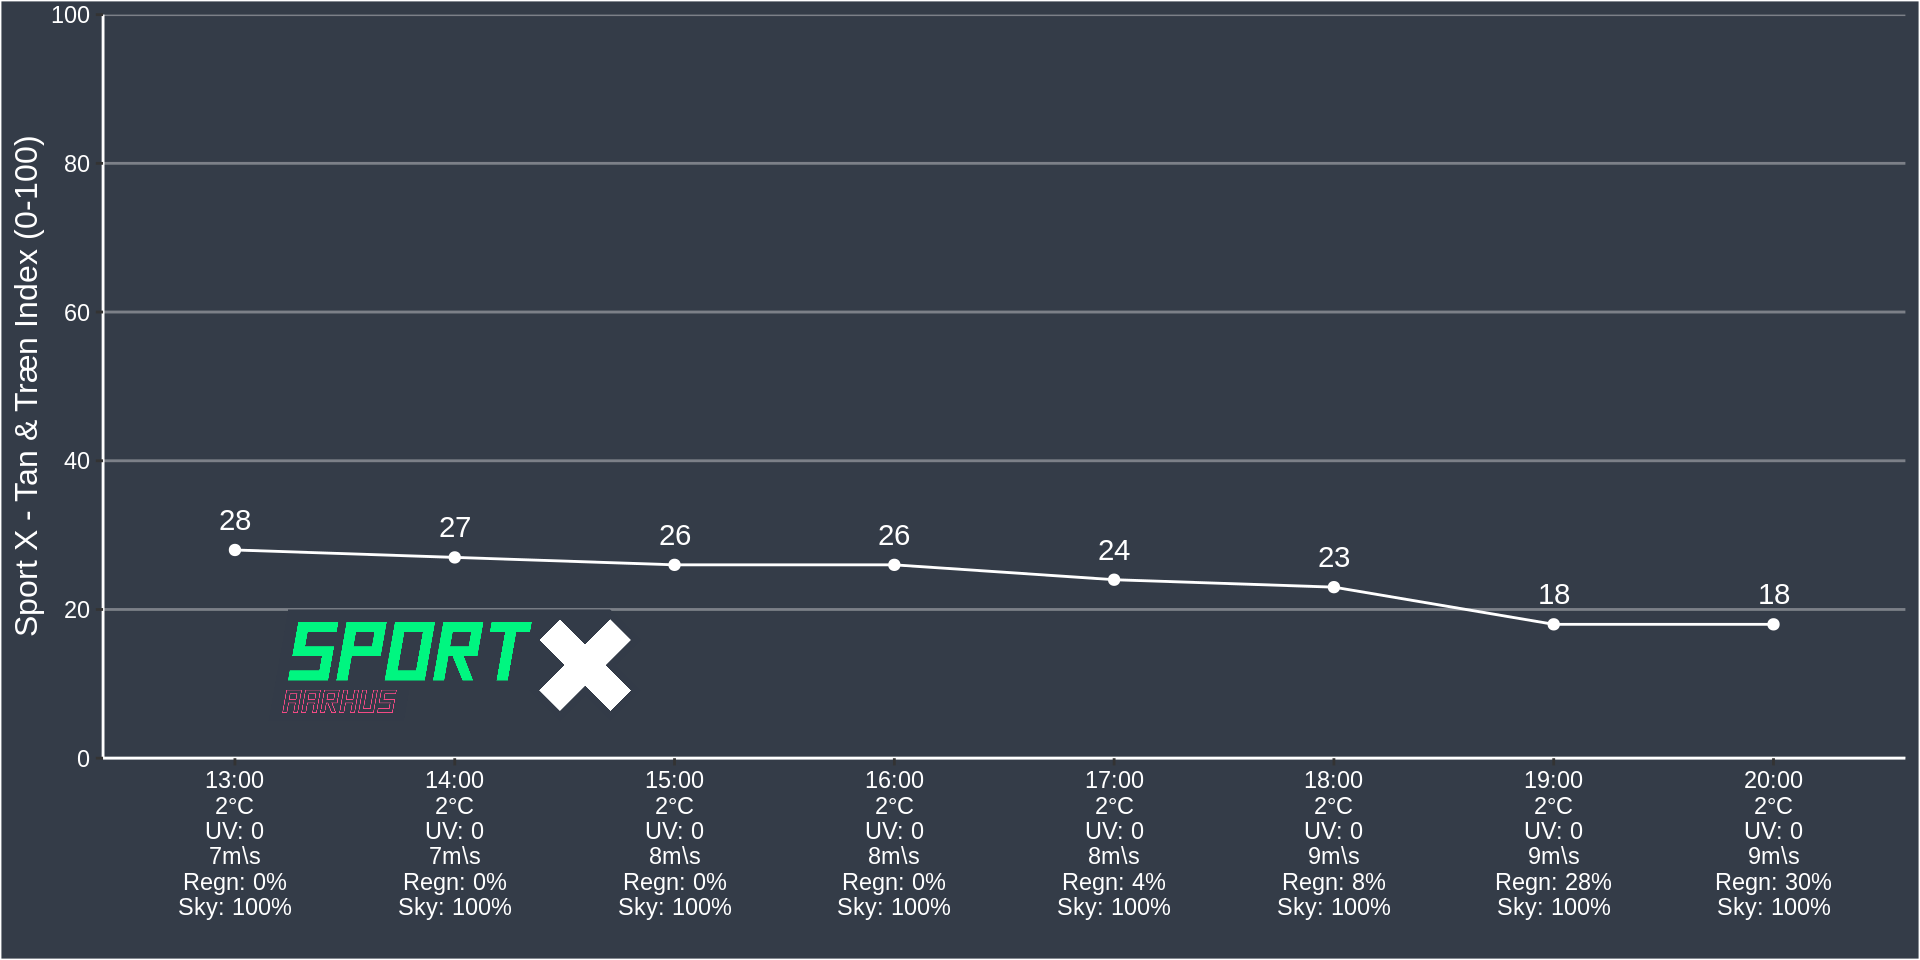 Sport X - Tan & Træn Index (0-100)
100
80
60
40
20
0
28
27
26
26
24
23
18
18
SPORT X
AARHUS
13:00 14:00 15:00 16:00 17:00 18:00 19:00 20:00
2°C 2°C 2°C 2°C 2°C 2°C 2°C 2°C
UV: 0 UV: 0 UV: 0 UV: 0 UV: 0 UV: 0 UV: 0 UV: 0
7m\s 7m\s 8m\s 8m\s 8m\s 9m\s 9m\s 9m\s
Regn: 0% Regn: 0% Regn: 0% Regn: 0% Regn: 4% Regn: 8% Regn: 28% Regn: 30%
Sky: 100% Sky: 100% Sky: 100% Sky: 100% Sky: 100% Sky: 100% Sky: 100% Sky: 100%